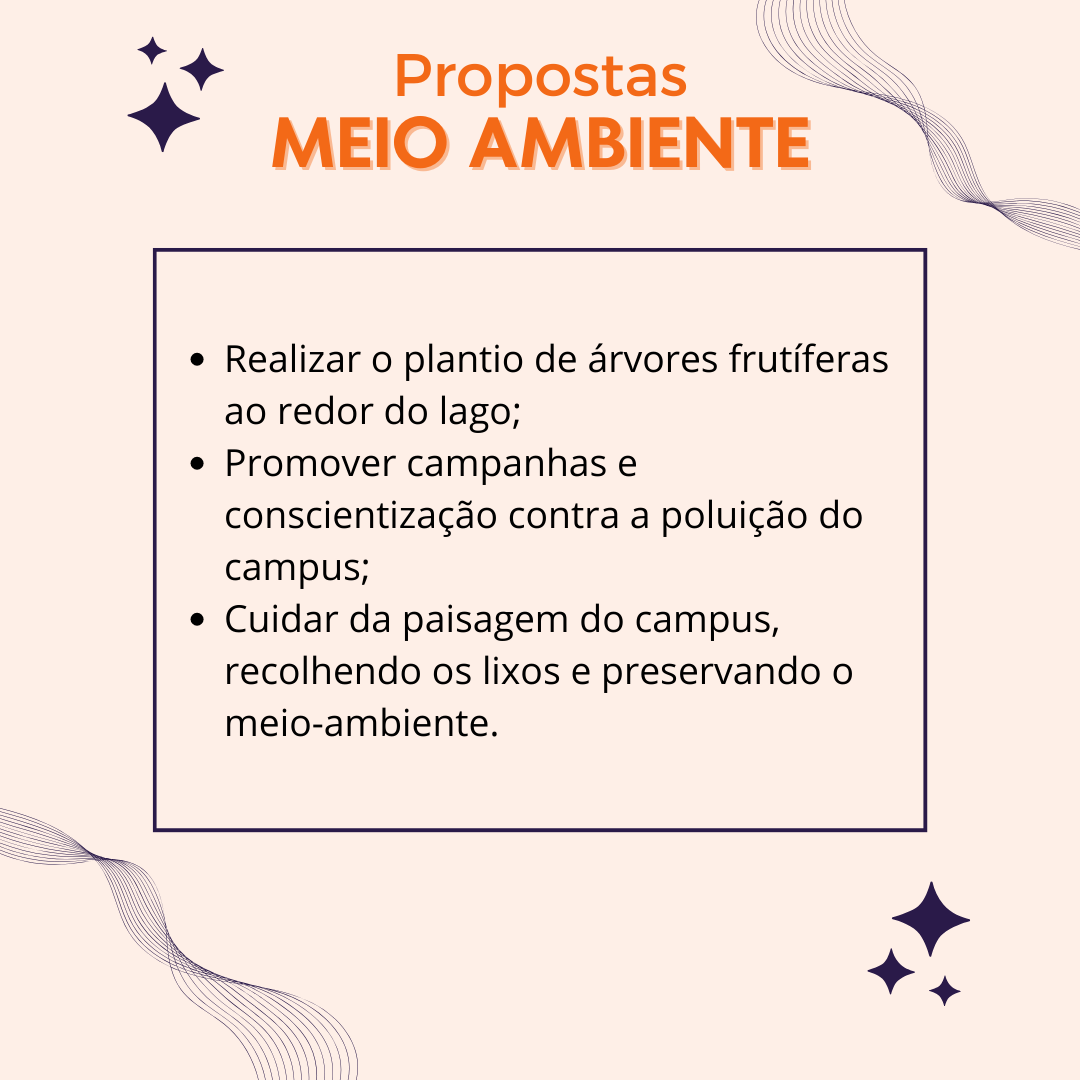 Propostas
MEIO AMBIENTE
• Realizar o plantio de árvores frutíferas
ao redor do lago;
• Promover campanhas e
conscientização contra a poluição do
campus;
• Cuidar da paisagem do campus,
recolhendo os lixos e preservando o
meio-ambiente.